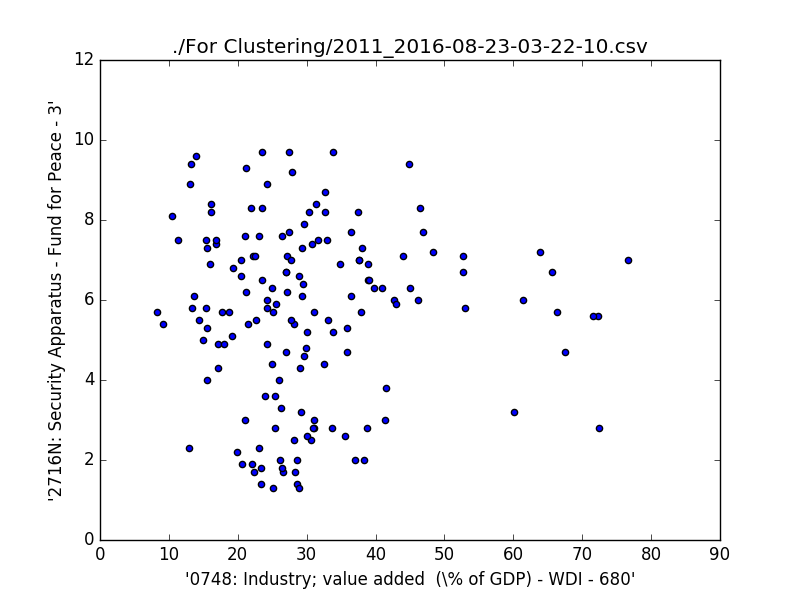 ./For Clustering/2011_2016-08-23-03-22-10.csv
12
10
8
6
4
2
0
'2716N: Security Apparatus - Fund for Peace - 3'
0 10 20 30 40 50 60 70 80 90
'0748: Industry; value added  (\% of GDP) - WDI - 680'